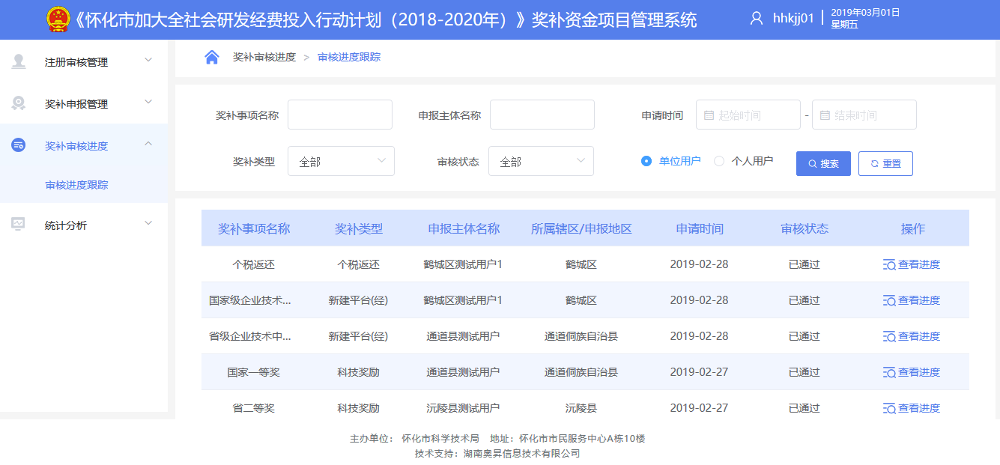 《怀化市加大全社会研发经费投入行动计划（2018-2020年）》奖补资金项目管理系统
hhkjj01
2019年03月01日
星期五
注册审核管理
奖补申报管理
奖补审核进度
审核进度跟踪
统计分析
奖补审核进度 > 审核进度跟踪
奖补事项名称 申报主体名称 申请时间 起始时间 - 结束时间
奖补类型 全部 审核状态 全部 单位用户 个人用户 搜索 重置
奖补事项名称 奖补类型 申报主体名称 所属辖区/申报地区 申请时间 审核状态 操作
个税返还 个税返还 鹤城区测试用户1 鹤城区 2019-02-28 已通过 查看进度
国家级企业技术... 新建平台(经) 鹤城区测试用户1 鹤城区 2019-02-28 已通过 查看进度
省级企业技术中... 新建平台(经) 通道县测试用户 通道侗族自治县 2019-02-28 已通过 查看进度
国家一等奖 科技奖励 通道县测试用户 通道侗族自治县 2019-02-27 已通过 查看进度
省二等奖 科技奖励 沅陵县测试用户 沅陵县 2019-02-27 已通过 查看进度
主办单位： 怀化市科学技术局 地址：怀化市市民服务中心A栋10楼
技术支持：湖南奥昇信息技术有限公司